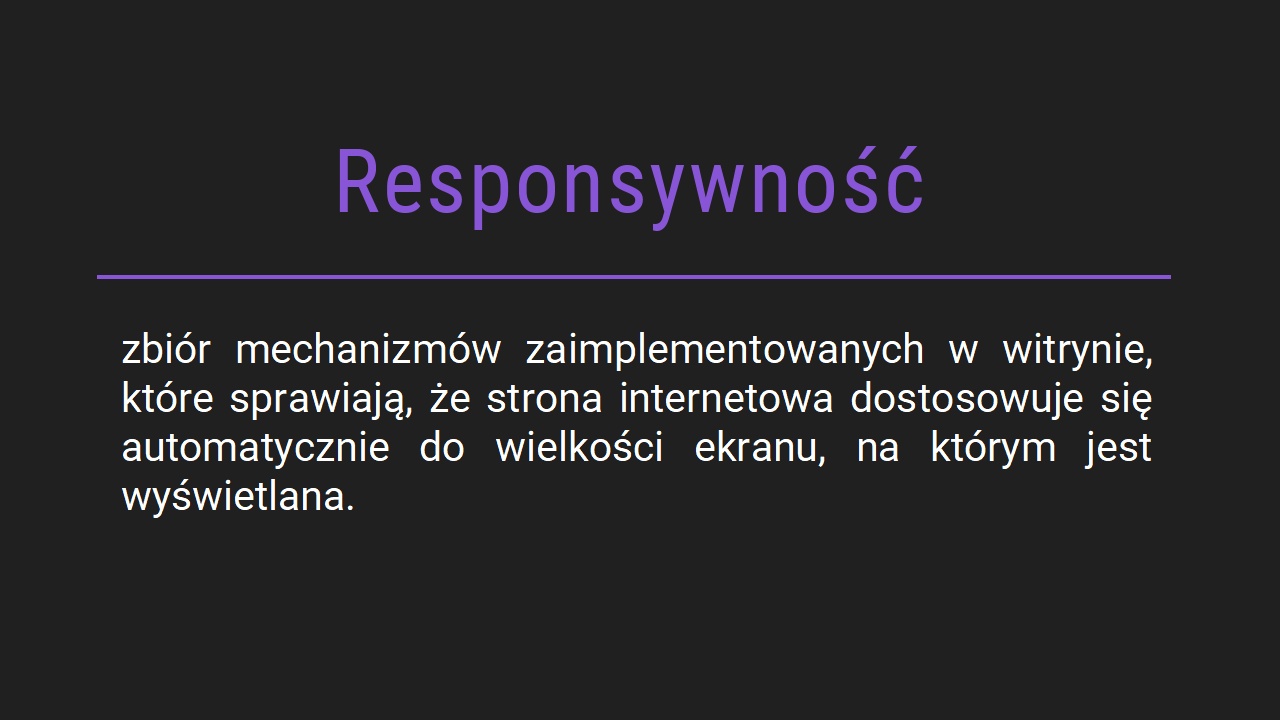 Responsywność
zbiór mechanizmów zaimplementowanych w witrynie,
które sprawiają, że strona internetowa dostosowuje się
automatycznie do wielkości ekranu, na którym jest
wyświetlana.